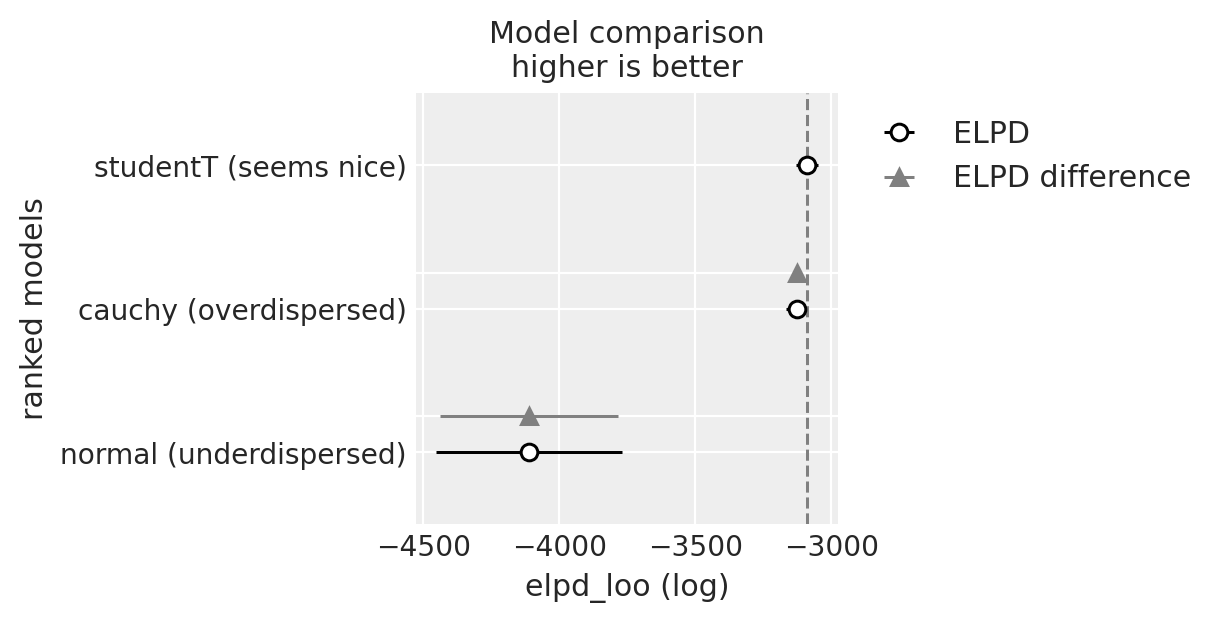 Model comparison
higher is better
ELPD
ELPD difference
ranked models
studentT (seems nice)
cauchy (overdispersed)
normal (underdispersed)
−4500 −4000 −3500 −3000
elpd_loo (log)